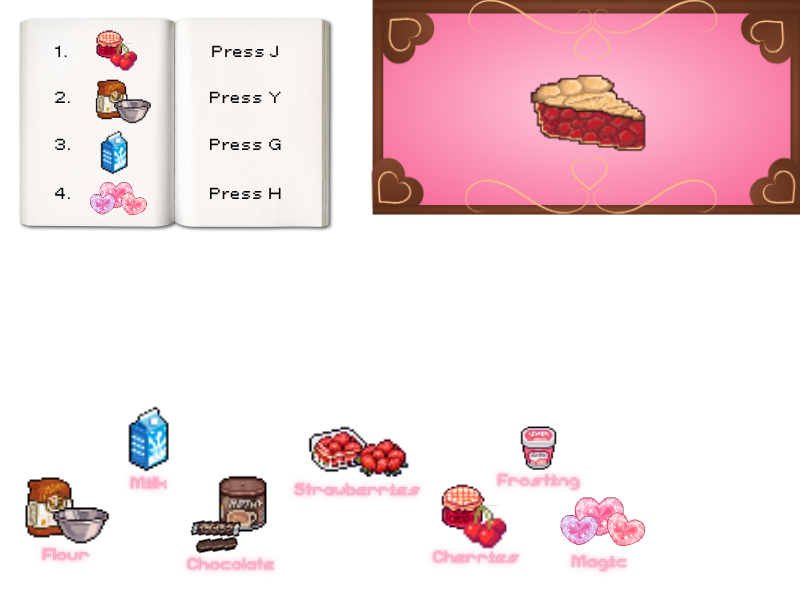 1. Press J
2. Press Y
3. Press G
4. Press H
Milk
Strawberries
Frosting
Flour
Chocolate
Cherries
Magic